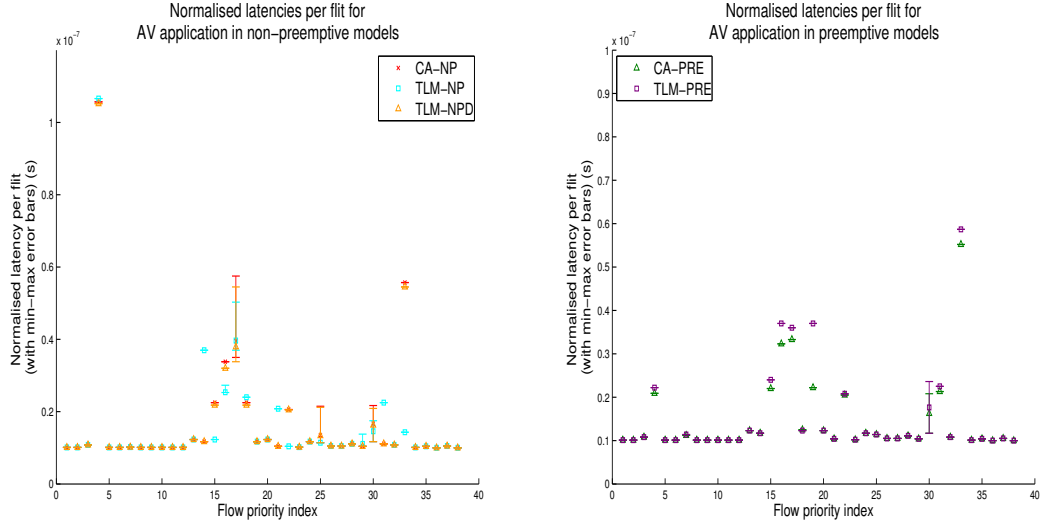 Normalised latencies per flit for
AV application in non−preemptive models
x 10⁻⁷
CA−NP
TLM−NP
TLM−NPD
1
0.8
0.6
0.4
0.2
0
Normalised latency per flit
(with min−max error bars) (s)
0 5 10 15 20 25 30 35 40
Flow priority index
Normalised latencies per flit for
AV application in preemptive models
x 10⁻⁷
CA−PRE
TLM−PRE
1
0.9
0.8
0.7
0.6
0.5
0.4
0.3
0.2
0.1
0
Normalised latency per flit
(with min−max error bars) (s)
0 5 10 15 20 25 30 35 40
Flow priority index